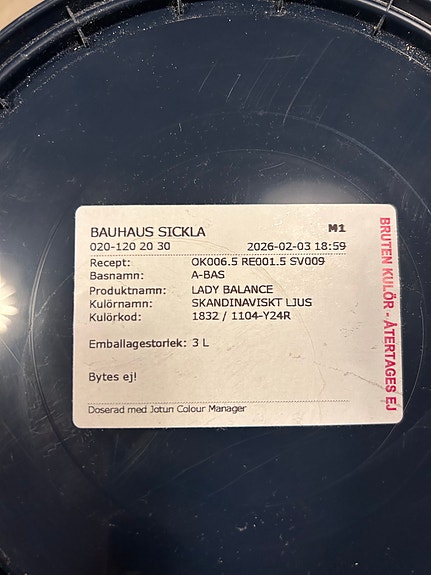 BAUHAUS SICKLA M1
020-120 20 30 2026-02-03 18:59
Recept: OK006.5 RE001.5 SV009
Basnamn: A-BAS
Produktnamn: LADY BALANCE
Kulörnamn: SKANDINAVISKT LJUS
Kulörkod: 1832 / 1104-Y24R
Emballagestorlek: 3 L
Bytes ej!
Doserad med Jotun Colour Manager
BRUTEN KULÖR - ÅTERTAGES EJ